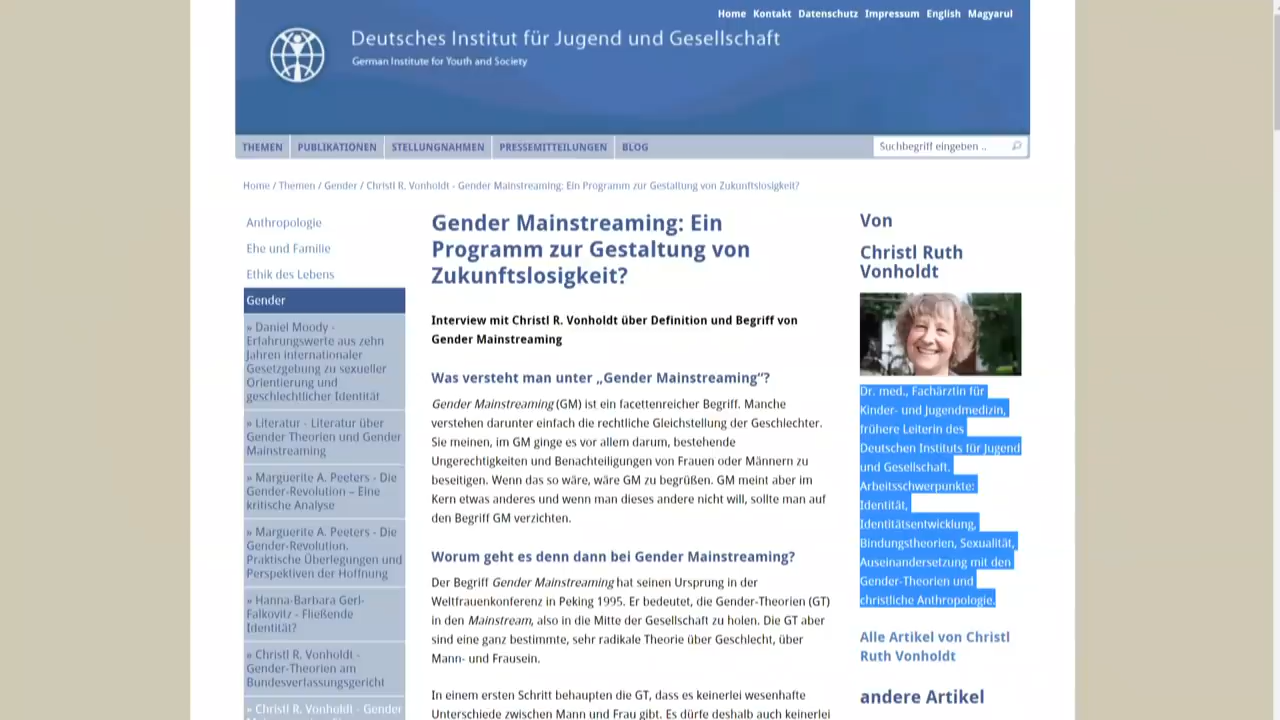 Home Kontakt Datenschutz Impressum English Magyarul
Deutsches Institut für Jugend und Gesellschaft
German Institute for Youth and Society
THEMEN PUBLIKATIONEN STELLUNGNAHMEN PRESSEMITTEILUNGEN BLOG
Suchbegriff eingeben ..
Home / Themen / Gender / Christl R. Vonholdt - Gender Mainstreaming: Ein Programm zur Gestaltung von Zukunftslosigkeit?
Anthropologie
Ehe und Familie
Ethik des Lebens
Gender
» Daniel Moody -
Erfahrungswerte aus zehn
Jahren internationaler
Gesetzgebung zu sexueller
Orientierung und
geschlechtlicher Identität
» Literatur - Literatur über
Gender Theorien und Gender
Mainstreaming
» Marguerite A. Peeters - Die
Gender-Revolution – Eine
kritische Analyse
» Marguerite A. Peeters - Die
Gender-Revolution.
Praktische Überlegungen und
Perspektiven der Hoffnung
» Hanna-Barbara Gerl-
Falkovitz - Fließende
Identität?
» Christl R. Vonholdt -
Gender-Theorien am
Bundesverfassungsgericht
» Christl R. Vonholdt - Gender
Gender Mainstreaming: Ein
Programm zur Gestaltung von
Zukunftslosigkeit?
Interview mit Christl R. Vonholdt über Definition und Begriff von
Gender Mainstreaming
Was versteht man unter „Gender Mainstreaming“?
Gender Mainstreaming (GM) ist ein facettenreicher Begriff. Manche
verstehen darunter einfach die rechtliche Gleichstellung der Geschlechter.
Sie meinen, im GM ginge es vor allem darum, bestehende
Ungerechtigkeiten und Benachteiligungen von Frauen oder Männern zu
beseitigen. Wenn das so wäre, wäre GM zu begrüßen. GM meint aber im
Kern etwas anderes und wenn man dieses andere nicht will, sollte man auf
den Begriff GM verzichten.
Worum geht es denn dann bei Gender Mainstreaming?
Der Begriff Gender Mainstreaming hat seinen Ursprung in der
Weltfrauenkonferenz in Peking 1995. Er bedeutet, die Gender-Theorien (GT)
in den Mainstream, also in die Mitte der Gesellschaft zu holen. Die GT aber
sind eine ganz bestimmte, sehr radikale Theorie über Geschlecht, über
Mann- und Frausein.
In einem ersten Schritt behaupten die GT, dass es keinerlei wesenhafte
Unterschiede zwischen Mann und Frau gibt. Es dürfe deshalb auch keinerlei
Von
Christl Ruth
Vonholdt
Dr. med., Fachärztin für
Kinder- und Jugendmedizin,
frühere Leiterin des
Deutschen Instituts für Jugend
und Gesellschaft.
Arbeitsschwerpunkte:
Identität,
Identitätsentwicklung,
Bindungstheorien, Sexualität,
Auseinandersetzung mit den
Gender-Theorien und
christliche Anthropologie.
Alle Artikel von Christl
Ruth Vonholdt
andere Artikel